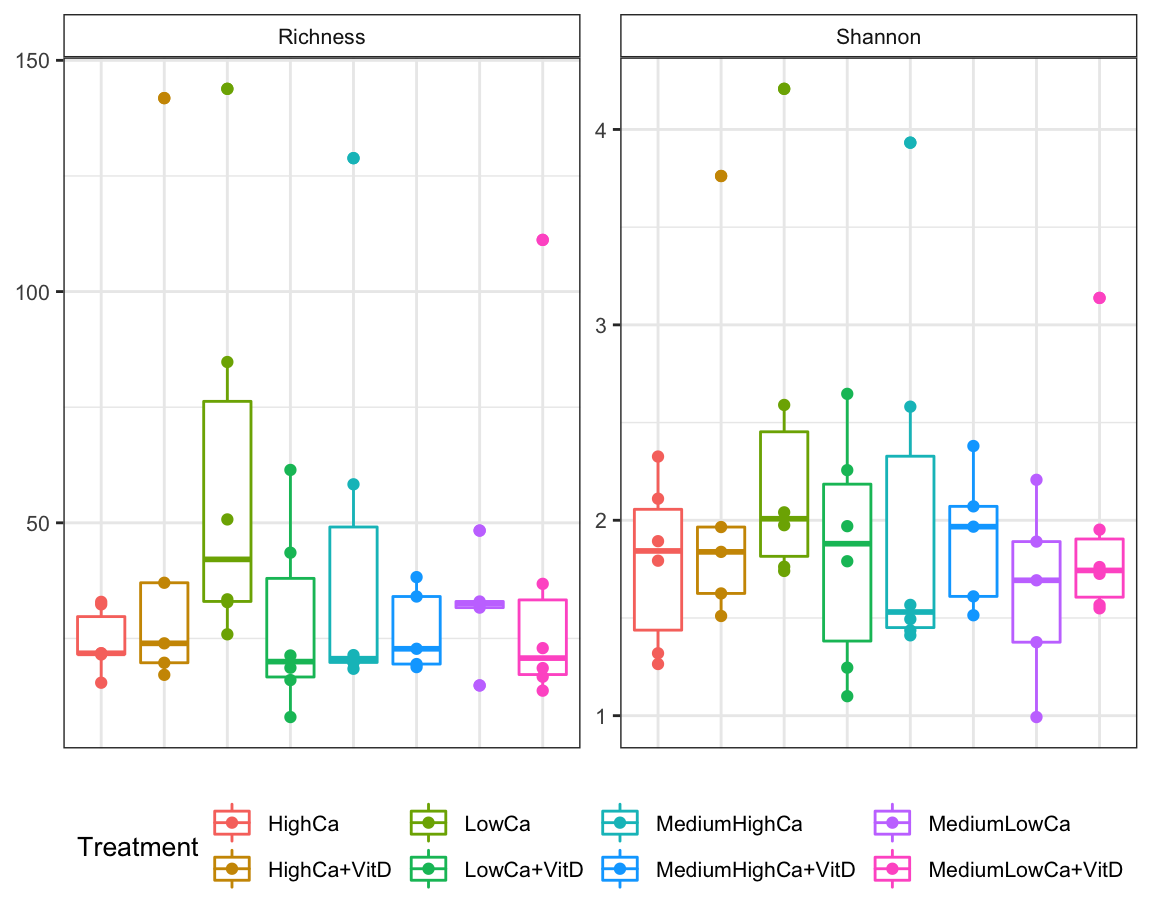 Richness Shannon
150
100
50
4
3
2
1
Treatment
HighCa LowCa MediumHighCa MediumLowCa
HighCa+VitD LowCa+VitD MediumHighCa+VitD MediumLowCa+VitD